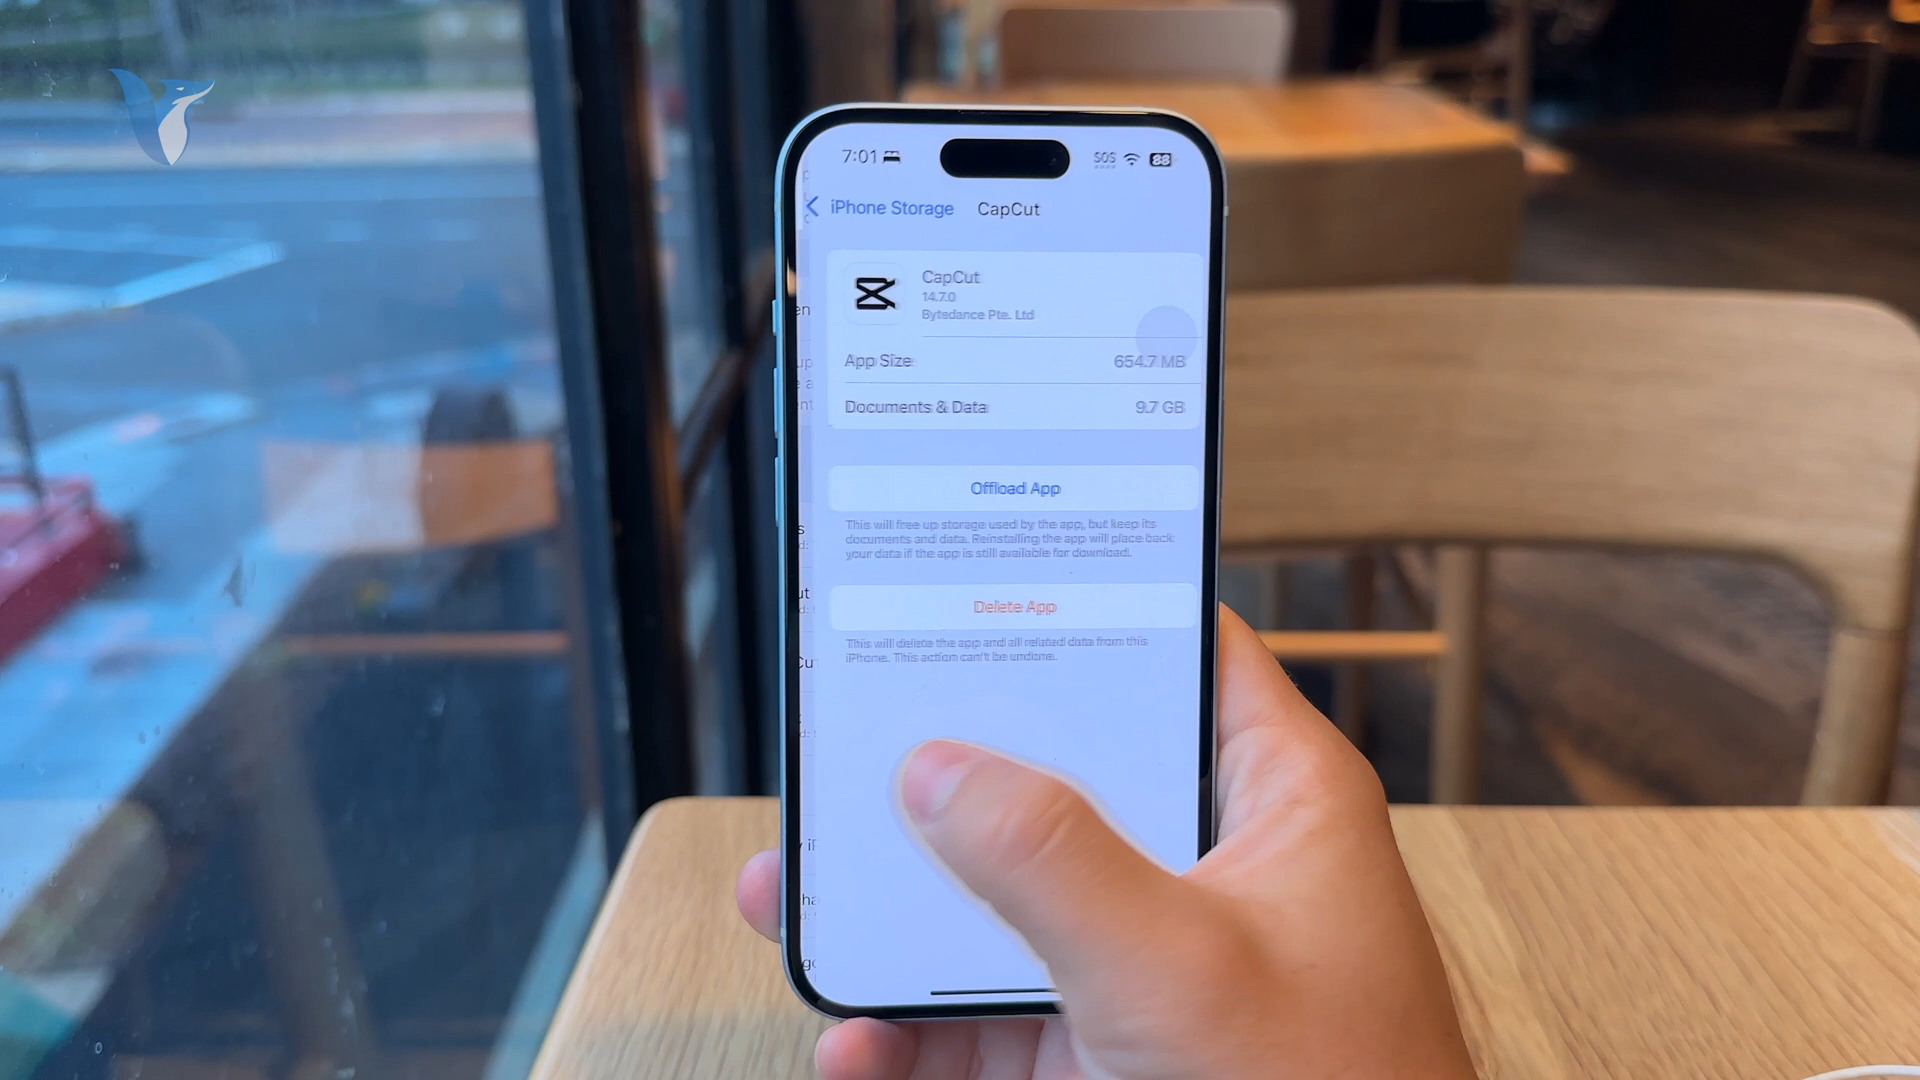 7:01
SOS
88
iPhone Storage
CapCut
CapCut
14.7.0
Bytedance Pte. Ltd
App Size
654.7 MB
Documents & Data
9.7 GB
Offload App
This will free up storage used by the app, but keep its
documents and data. Reinstalling the app will place back
your data if the app is still available for download.
Delete App
This will delete the app and all related data from this
iPhone. This action can't be undone.